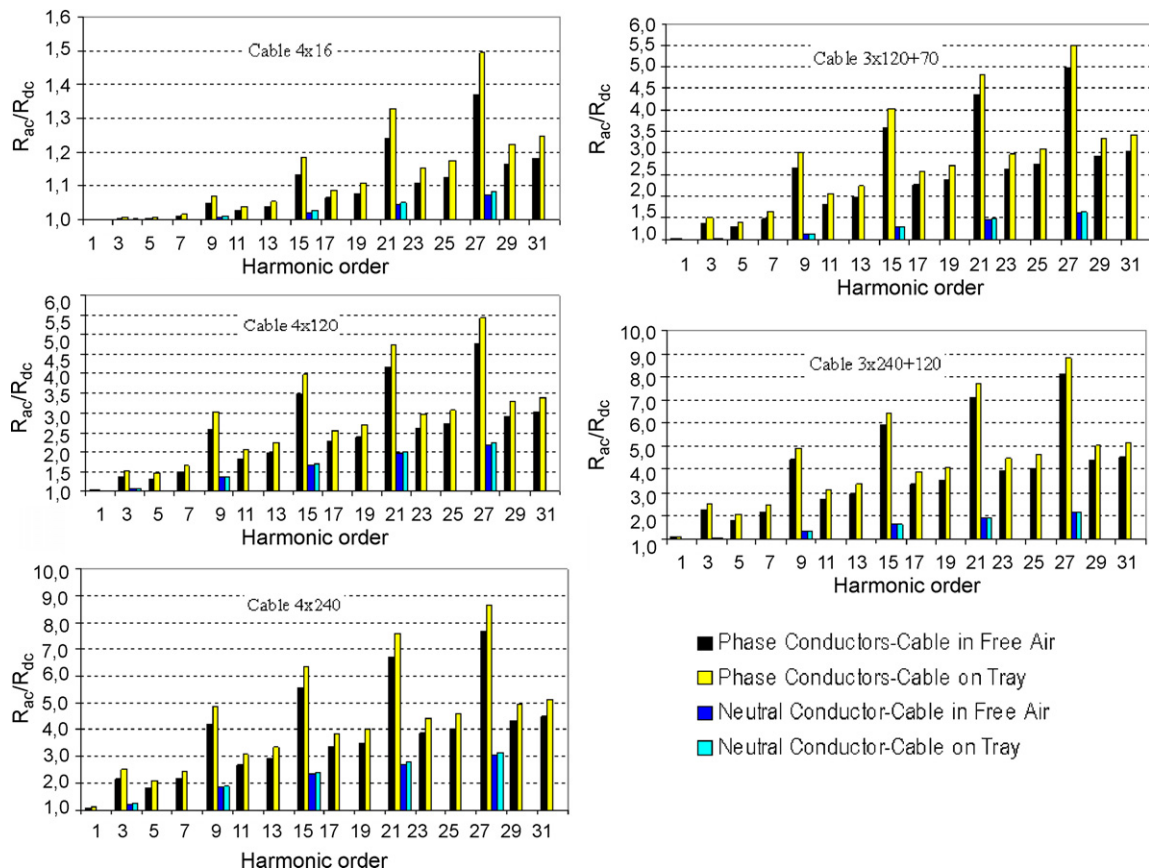 Cable 4x16
R_ac/R_dc
1,6
1,5
1,4
1,3
1,2
1,1
1,0
1 3 5 7 9 11 13 15 17 19 21 23 25 27 29 31
Harmonic order
Cable 3x120+70
R_ac/R_dc
6,0
5,5
5,0
4,5
4,0
3,5
3,0
2,5
2,0
1,5
1,0
1 3 5 7 9 11 13 15 17 19 21 23 25 27 29 31
Harmonic order
Cable 4x120
R_ac/R_dc
6,0
5,5
5,0
4,5
4,0
3,5
3,0
2,5
2,0
1,5
1,0
1 3 5 7 9 11 13 15 17 19 21 23 25 27 29 31
Harmonic order
Cable 3x240+120
R_ac/R_dc
10,0
9,0
8,0
7,0
6,0
5,0
4,0
3,0
2,0
1,0
1 3 5 7 9 11 13 15 17 19 21 23 25 27 29 31
Harmonic order
Cable 4x240
R_ac/R_dc
10,0
9,0
8,0
7,0
6,0
5,0
4,0
3,0
2,0
1,0
1 3 5 7 9 11 13 15 17 19 21 23 25 27 29 31
Harmonic order
Phase Conductors-Cable in Free Air
Phase Conductors-Cable on Tray
Neutral Conductor-Cable in Free Air
Neutral Conductor-Cable on Tray